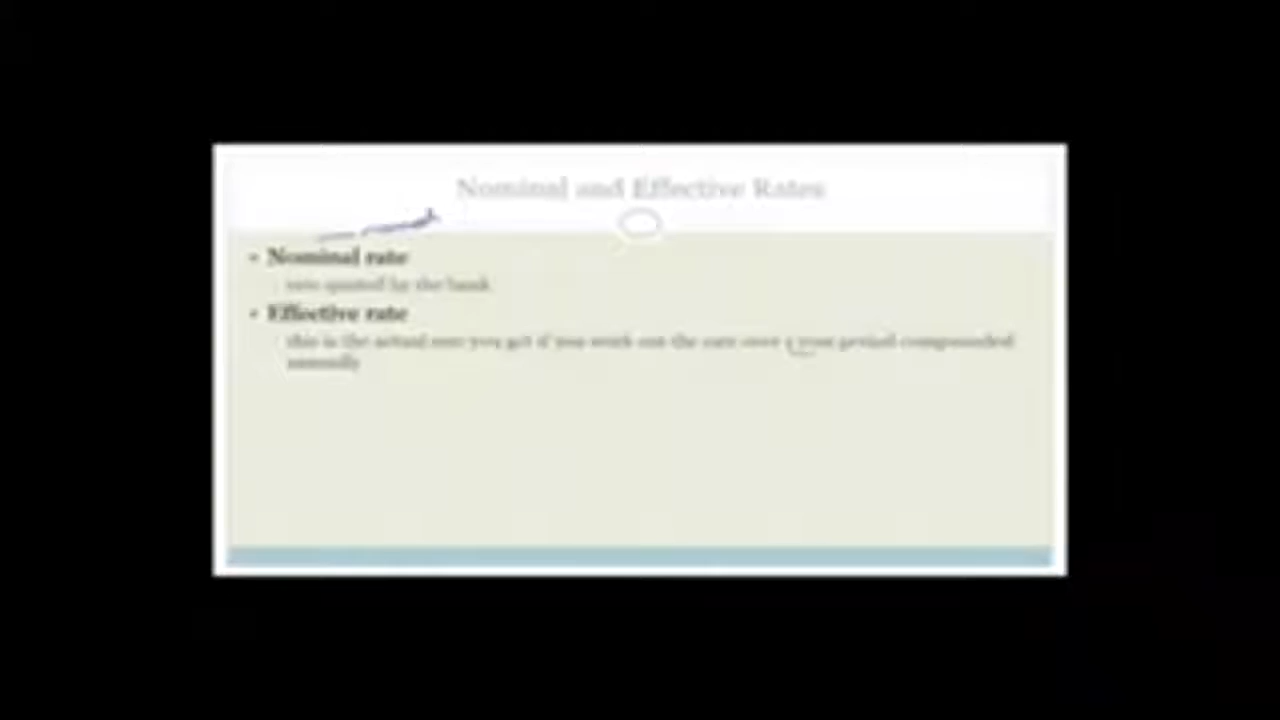 Nominal and Effective Rates
• Nominal rate
rate quoted by the bank
• Effective rate
this is the actual rate you get if you work out the rate over a year period compounded
annually